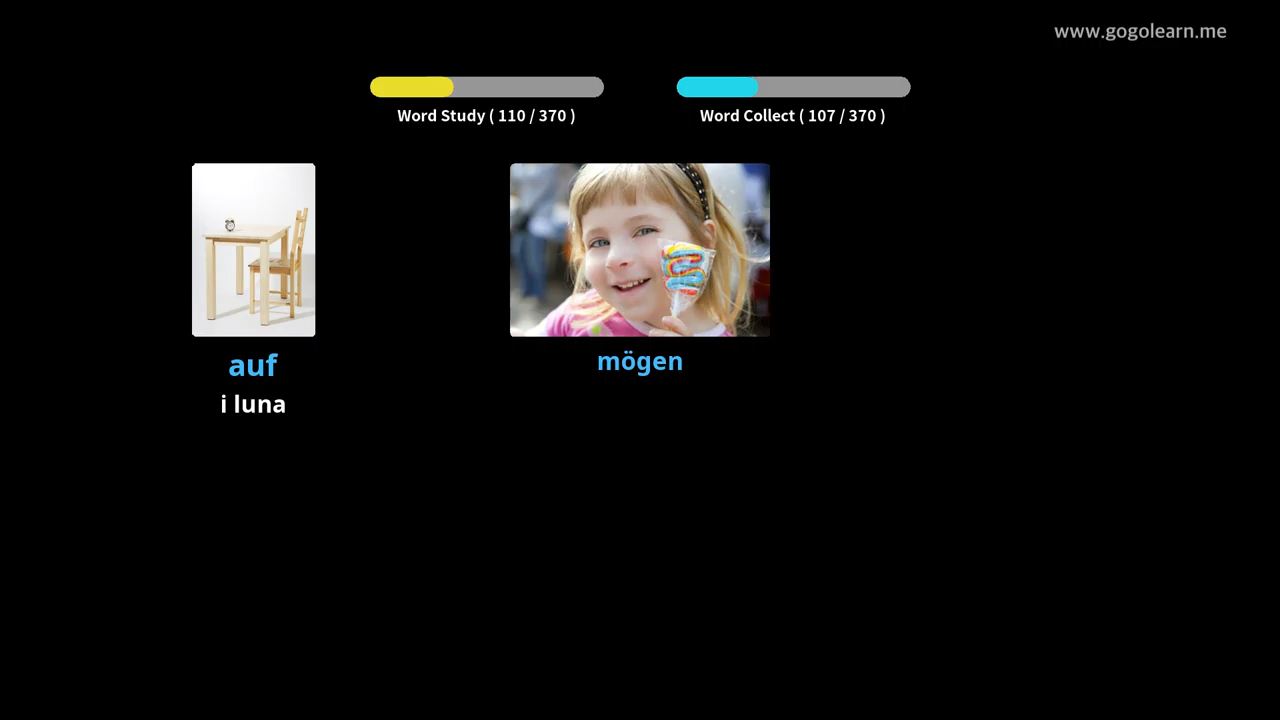 www.gogolearn.me
Word Study ( 110 / 370 )
Word Collect ( 107 / 370 )
auf
i luna
mögen